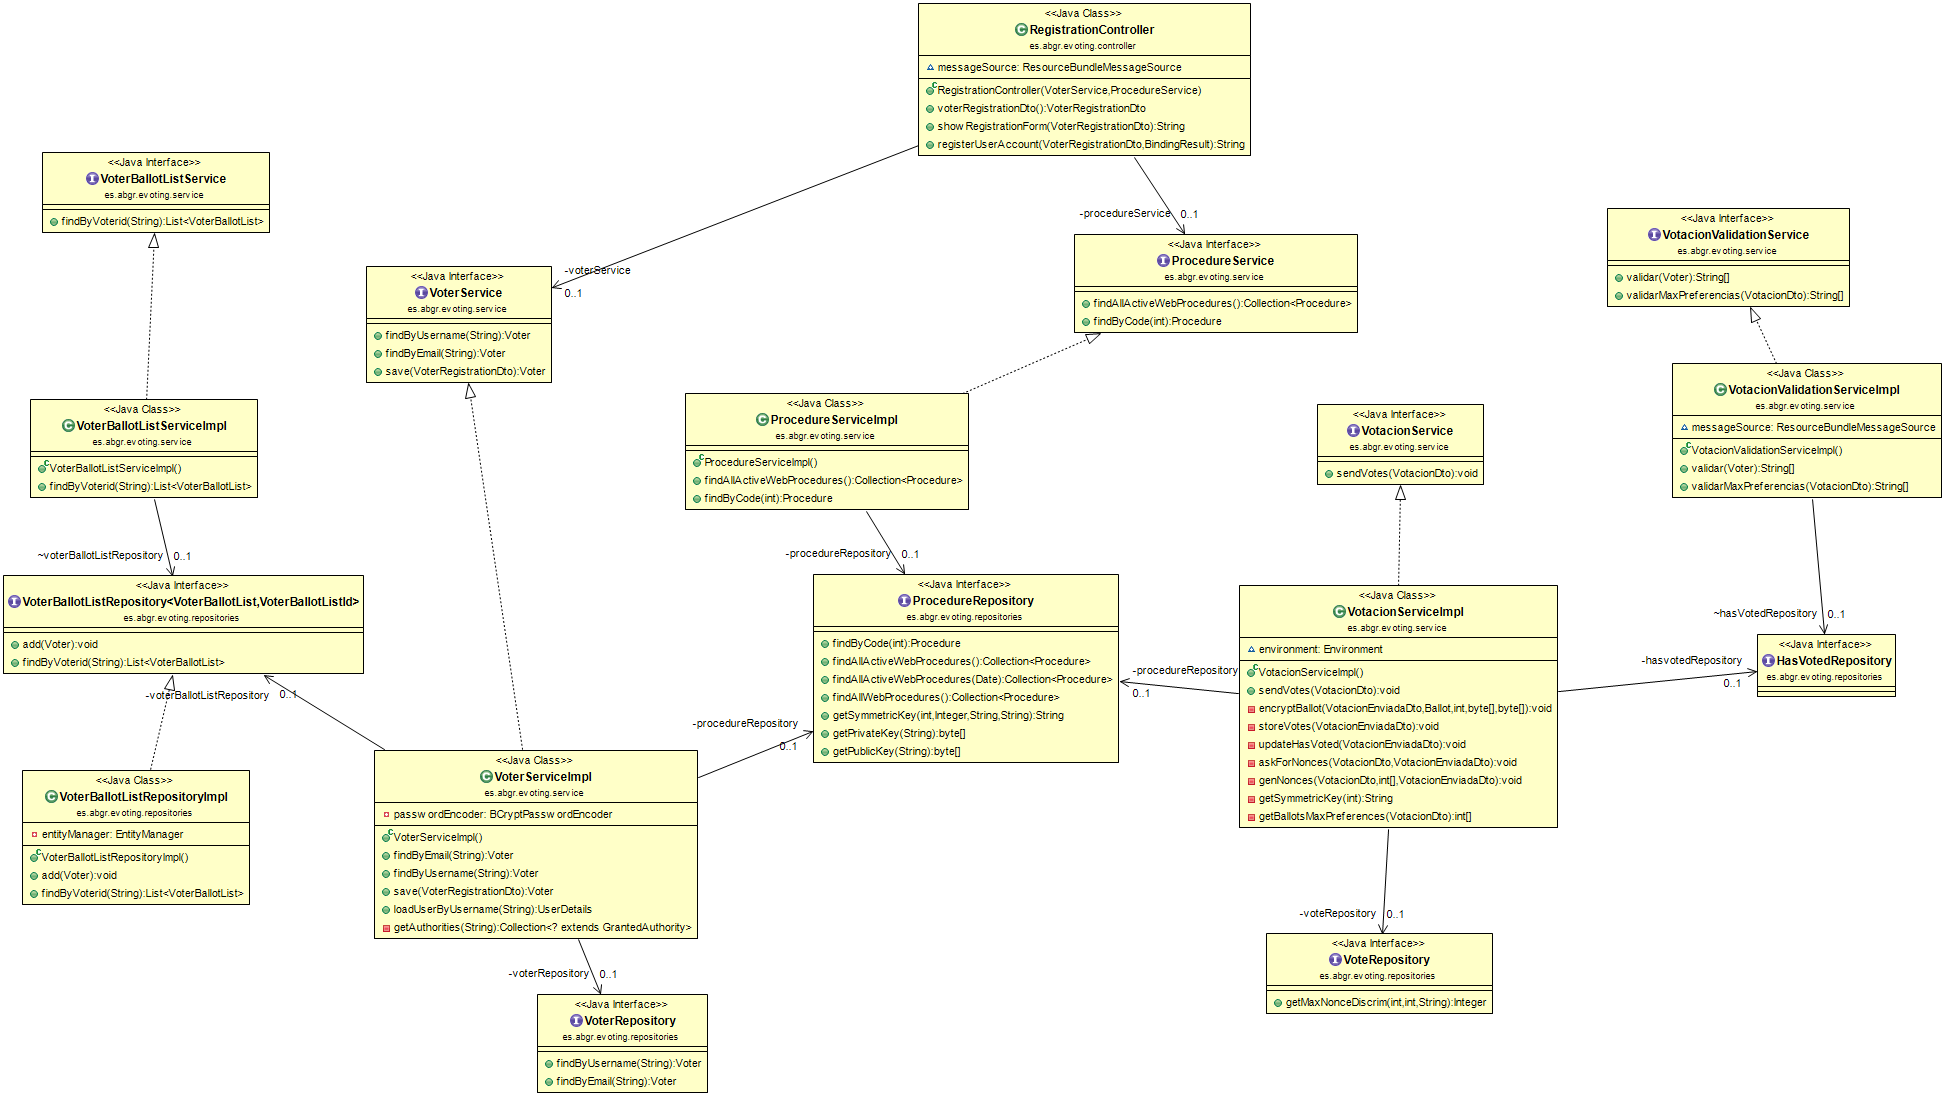 <<Java Class>>
RegistrationController
es.abgr.evoting.controller
messageSource: ResourceBundleMessageSource
RegistrationController(VoterService,ProcedureService)
voterRegistrationDto():VoterRegistrationDto
showRegistrationForm(VoterRegistrationDto):String
registerUserAccount(VoterRegistrationDto,BindingResult):String
<<Java Interface>>
VoterBallotListService
es.abgr.evoting.service
findByVoterid(String):List<VoterBallotList>
-procedureService 0..1
<<Java Interface>>
VotacionValidationService
es.abgr.evoting.service
validar(Voter):String[]
validarMaxPreferencias(VotacionDto):String[]
<<Java Interface>>
ProcedureService
es.abgr.evoting.service
findAllActiveWebProcedures():Collection<Procedure>
findByCode(int):Procedure
-voterService
0..1
<<Java Interface>>
VoterService
es.abgr.evoting.service
findByUsername(String):Voter
findByEmail(String):Voter
save(VoterRegistrationDto):Voter
<<Java Class>>
VotacionValidationServiceImpl
es.abgr.evoting.service
messageSource: ResourceBundleMessageSource
VotacionValidationServiceImpl()
validar(Voter):String[]
validarMaxPreferencias(VotacionDto):String[]
<<Java Class>>
VoterBallotListServiceImpl
es.abgr.evoting.service
VoterBallotListServiceImpl()
findByVoterid(String):List<VoterBallotList>
<<Java Class>>
ProcedureServiceImpl
es.abgr.evoting.service
ProcedureServiceImpl()
findAllActiveWebProcedures():Collection<Procedure>
findByCode(int):Procedure
<<Java Interface>>
VotacionService
es.abgr.evoting.service
sendVotes(VotacionDto):void
~voterBallotListRepository 0..1
-procedureRepository 0..1
<<Java Interface>>
VoterBallotListRepository<VoterBallotList,VoterBallotListId>
es.abgr.evoting.repositories
add(Voter):void
findByVoterid(String):List<VoterBallotList>
<<Java Interface>>
ProcedureRepository
es.abgr.evoting.repositories
findByCode(int):Procedure
findAllActiveWebProcedures():Collection<Procedure>
findAllActiveWebProcedures(Date):Collection<Procedure>
findAllWebProcedures():Collection<Procedure>
getSymmetricKey(int,Integer,String,String):String
getPrivateKey(String):byte[]
getPublicKey(String):byte[]
<<Java Class>>
VotacionServiceImpl
es.abgr.evoting.service
environment: Environment
VotacionServiceImpl()
sendVotes(VotacionDto):void
encryptBallot(VotacionEnviadaDto,Ballot,int,byte[],byte[]):void
storeVotes(VotacionEnviadaDto):void
updateHasVoted(VotacionEnviadaDto):void
askForNonces(VotacionDto,VotacionEnviadaDto):void
genNonces(VotacionDto,int[],VotacionEnviadaDto):void
getSymmetricKey(int):String
getBallotsMaxPreferences(VotacionDto):int[]
~hasVotedRepository 0..1
<<Java Interface>>
HasVotedRepository
es.abgr.evoting.repositories
-hasvotedRepository
0..1
-procedureRepository
0..1
-voterBallotListRepository 0..1
-procedureRepository
0..1
<<Java Class>>
VoterBallotListRepositoryImpl
es.abgr.evoting.repositories
entityManager: EntityManager
VoterBallotListRepositoryImpl()
add(Voter):void
findByVoterid(String):List<VoterBallotList>
<<Java Class>>
VoterServiceImpl
es.abgr.evoting.service
passwordEncoder: BCryptPasswordEncoder
VoterServiceImpl()
findByEmail(String):Voter
findByUsername(String):Voter
save(VoterRegistrationDto):Voter
loadUserByUsername(String):UserDetails
getAuthorities(String):Collection<? extends GrantedAuthority>
-voteRepository 0..1
<<Java Interface>>
VoteRepository
es.abgr.evoting.repositories
getMaxNonceDiscrim(int,int,String):Integer
-voterRepository 0..1
<<Java Interface>>
VoterRepository
es.abgr.evoting.repositories
findByUsername(String):Voter
findByEmail(String):Voter